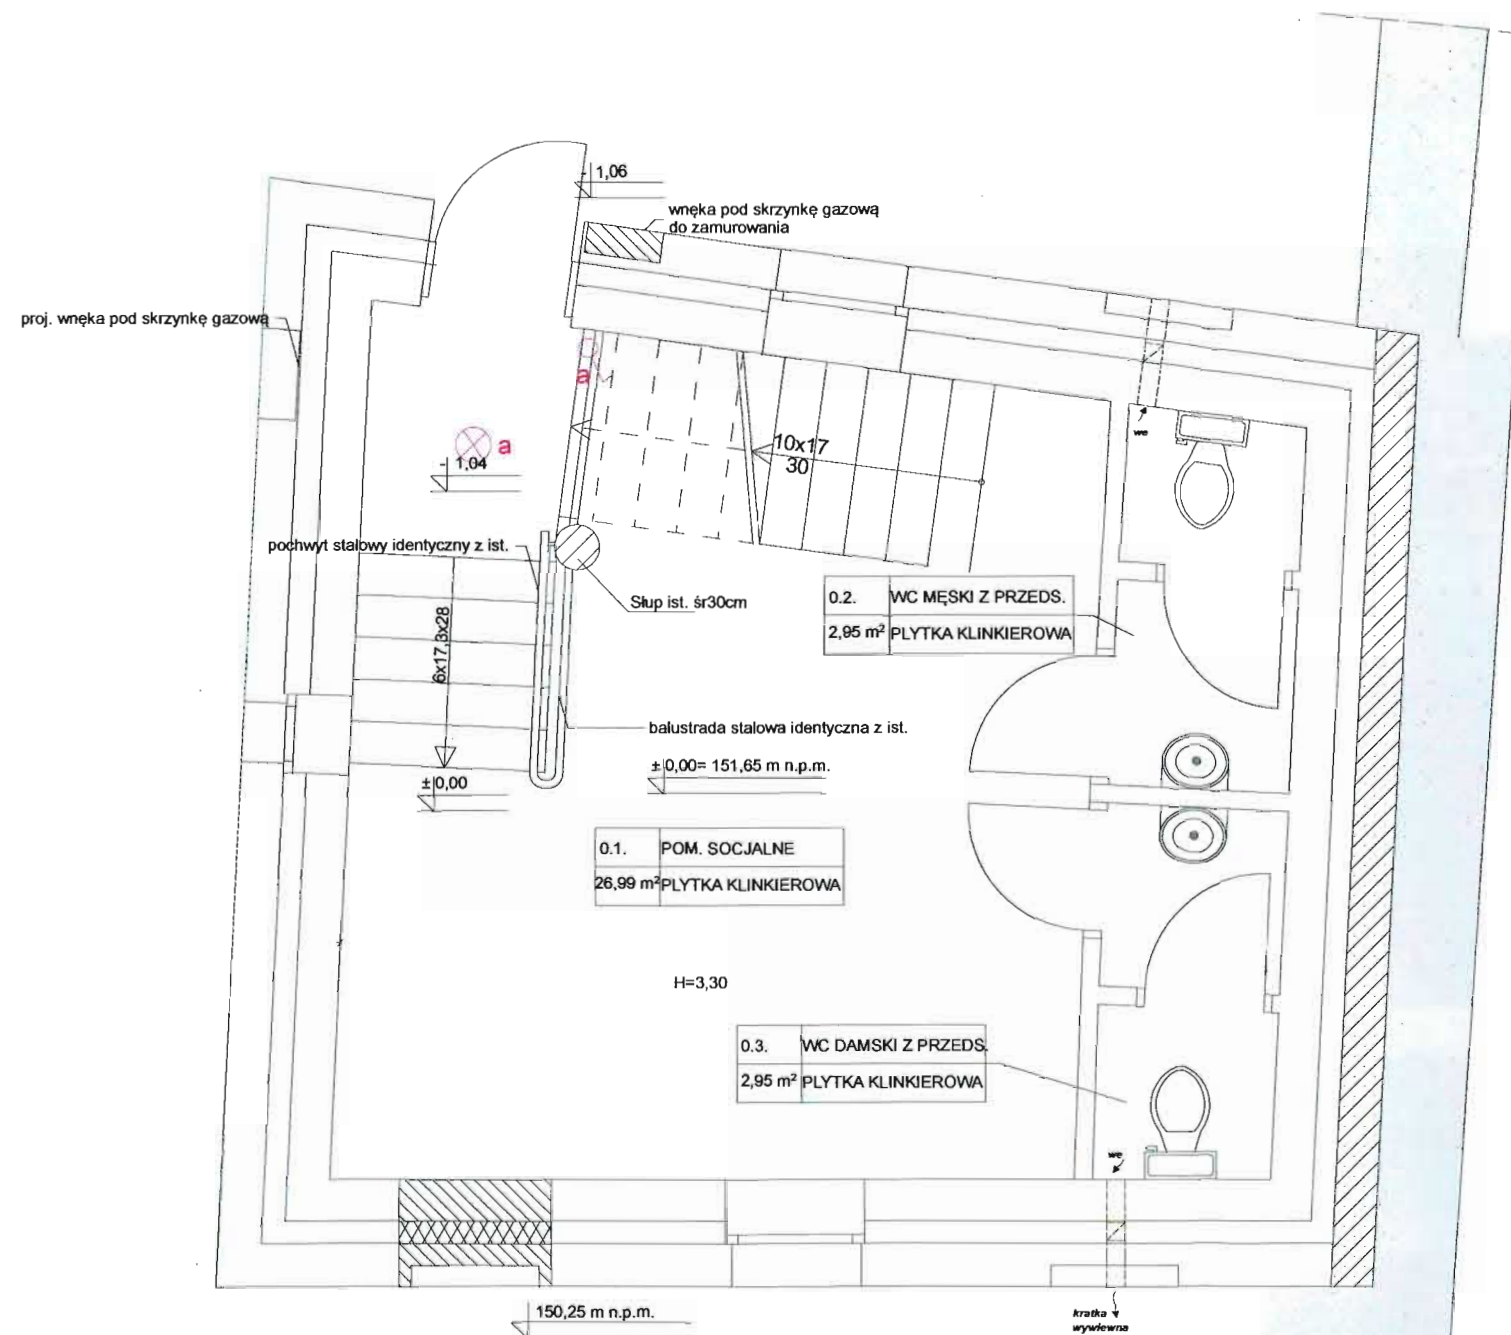 - 1,06
wnęka pod skrzynkę gazową
do zamurowania
proj. wnęka pod skrzynkę gazową
a
a
- 1,04
10x17
30
we
pochwyt stalowy identyczny z ist.
Słup ist. śr30cm
6x17,3x28
0.2. WC MĘSKI Z PRZEDS.
2,95 m² PLYTKA KLINKIEROWA
balustrada stalowa identyczna z ist.
±0,00= 151,65 m n.p.m.
±0,00
0.1. POM. SOCJALNE
26,99 m² PLYTKA KLINKIEROWA
H=3,30
0.3. WC DAMSKI Z PRZEDS.
2,95 m² PLYTKA KLINKIEROWA
we
150,25 m n.p.m.
kratka
wywiewna